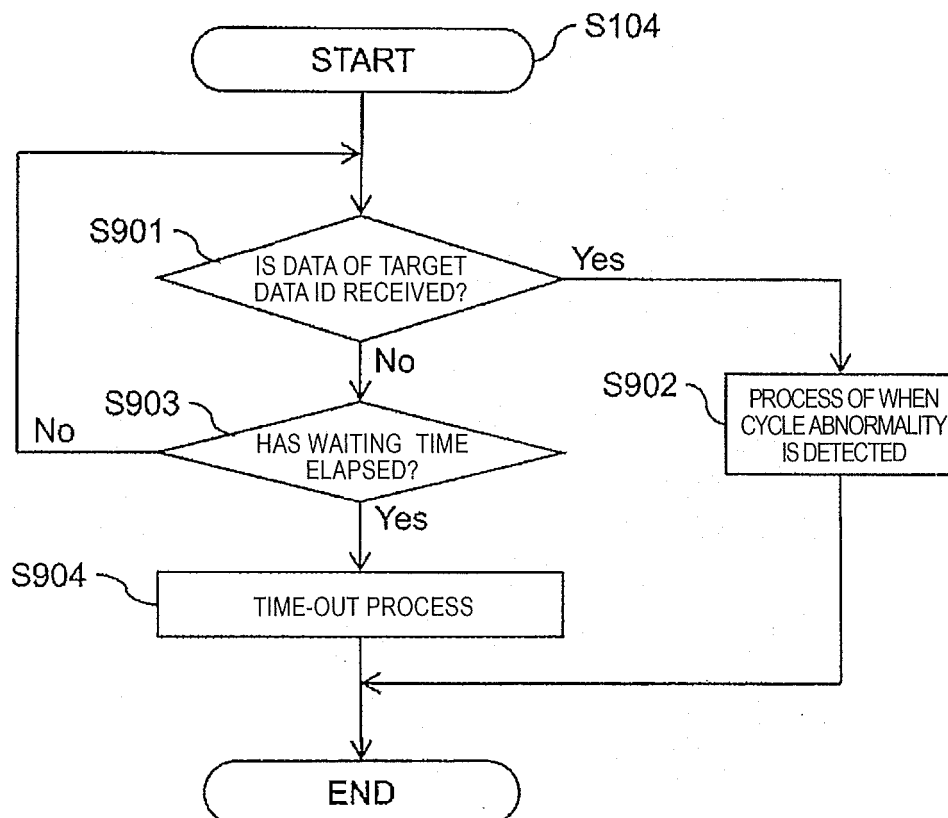 S104
START
S901
IS DATA OF TARGET
DATA ID RECEIVED?
Yes
No
S902
PROCESS OF WHEN
CYCLE ABNORMALITY
IS DETECTED
S903
No
HAS WAITING TIME
ELAPSED?
Yes
S904
TIME-OUT PROCESS
END